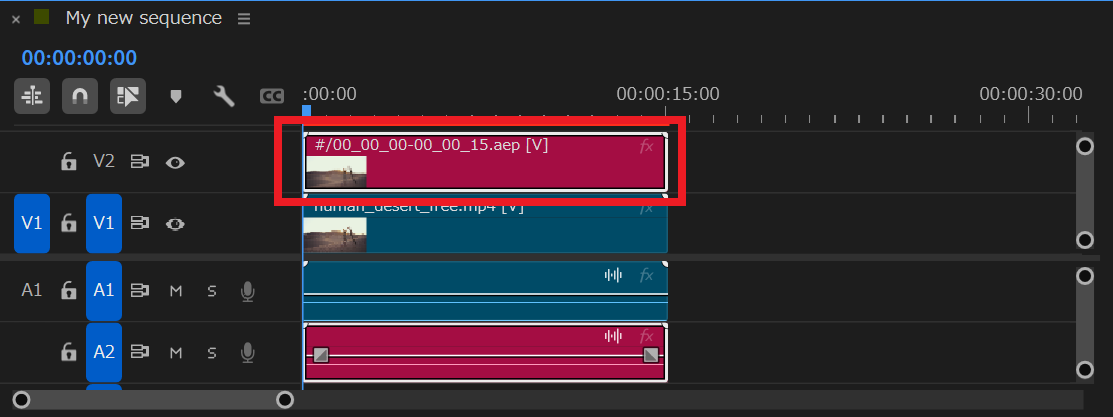 × My new sequence
00:00:00:00
CC :00:00 00:00:15:00 00:00:30:00
V2 #/00_00_00-00_00_15.aep [V] fx
V1 V1 human_desert_free.mp4 [V] fx
A1 A1 M S fx
A2 M S fx